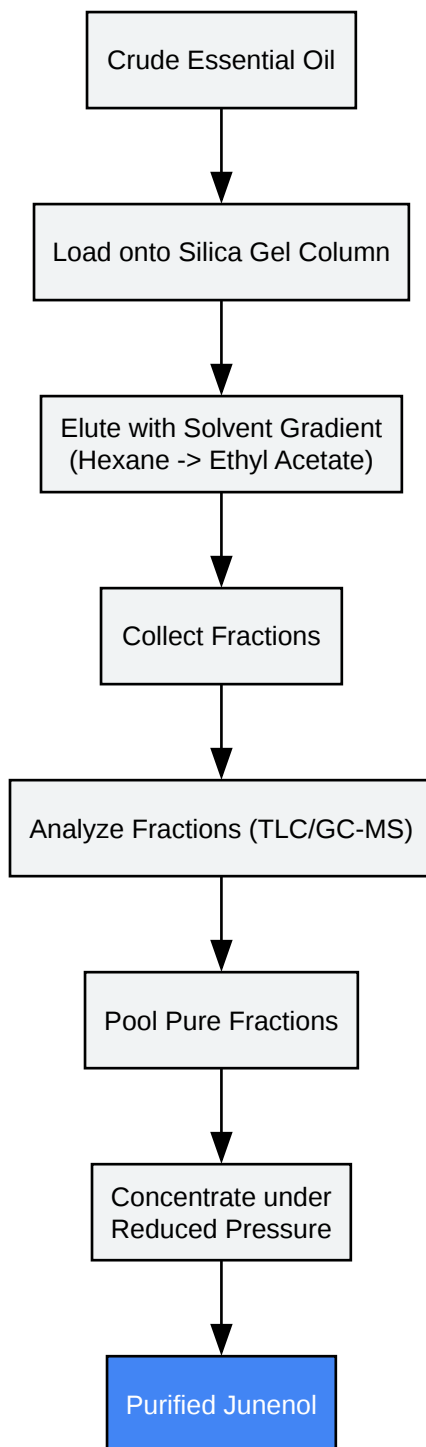 Crude Essential Oil
Load onto Silica Gel Column
Elute with Solvent Gradient
(Hexane -> Ethyl Acetate)
Collect Fractions
Analyze Fractions (TLC/GC-MS)
Pool Pure Fractions
Concentrate under
Reduced Pressure
Purified Junenol